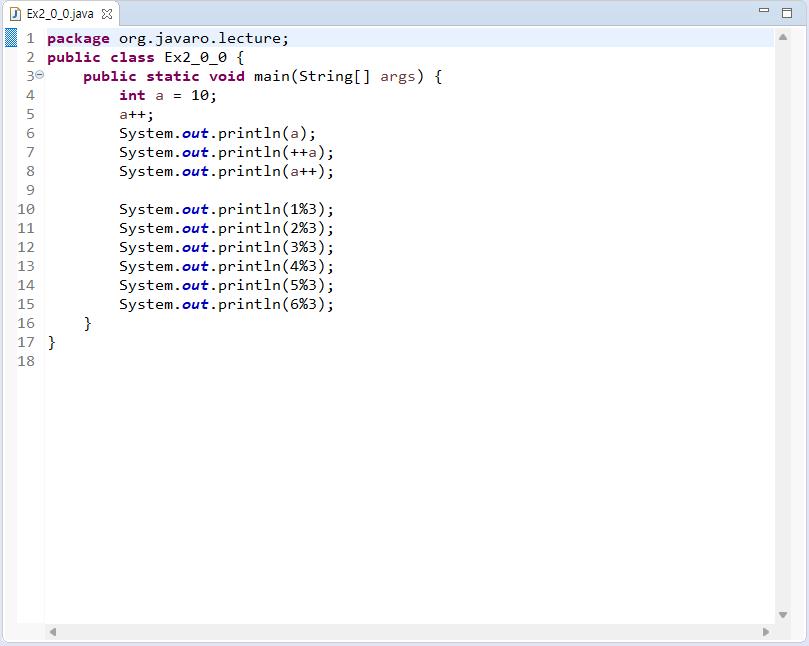 Ex2_0_0.java
1 package org.javaro.lecture;
2 public class Ex2_0_0 {
3 public static void main(String[] args) {
4 int a = 10;
5 a++;
6 System.out.println(a);
7 System.out.println(++a);
8 System.out.println(a++);
9
10 System.out.println(1%3);
11 System.out.println(2%3);
12 System.out.println(3%3);
13 System.out.println(4%3);
14 System.out.println(5%3);
15 System.out.println(6%3);
16 }
17 }
18